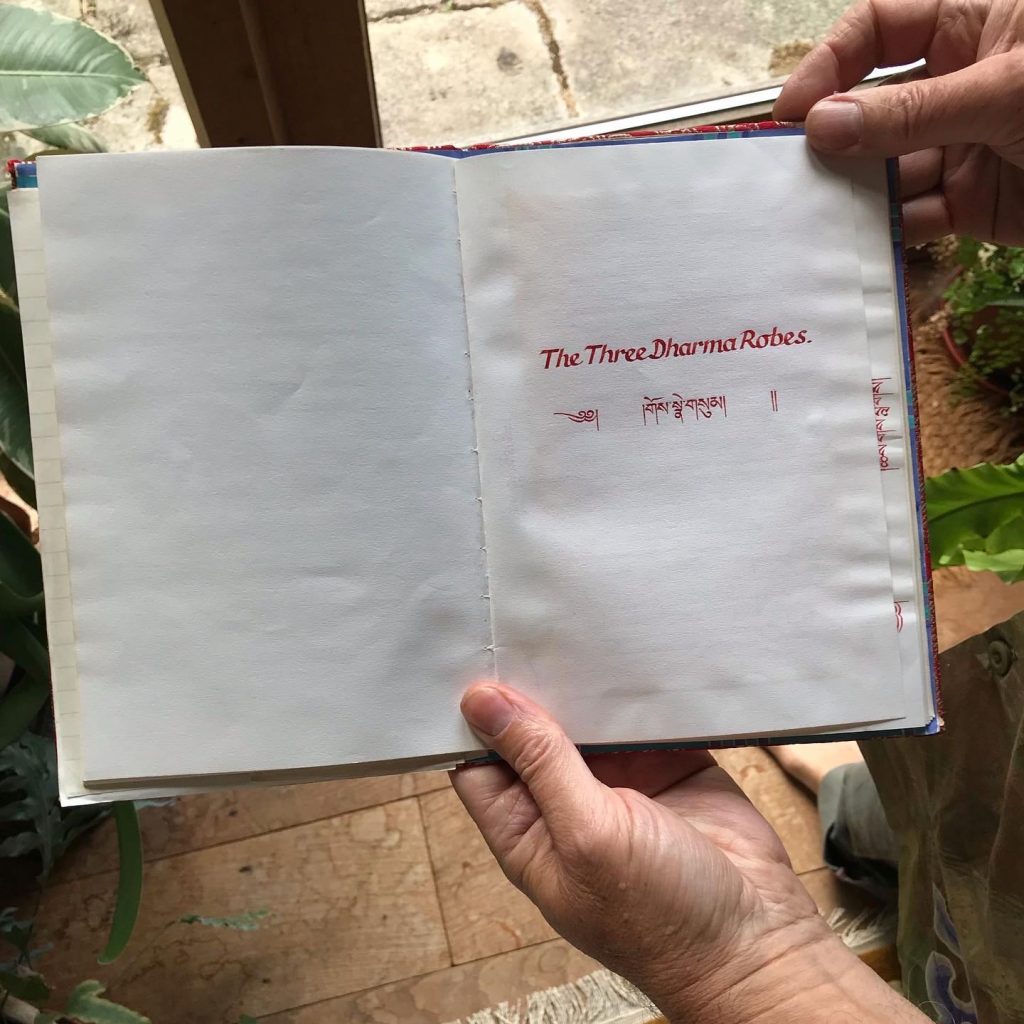 The Three Dharma Robes.
༄༅། །གོས་ གསུམ། ༎